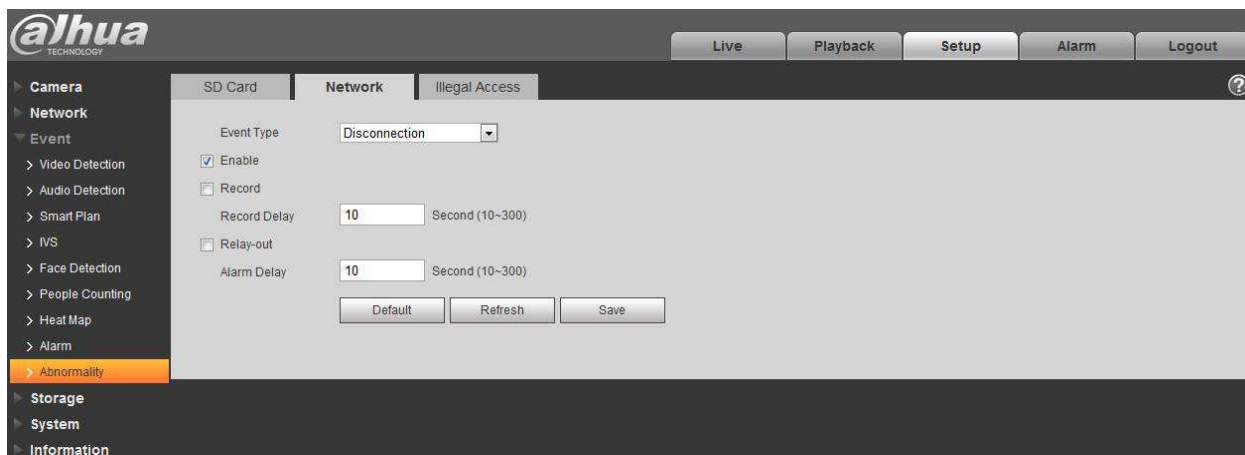 alhua
TECHNOLOGY
Live
Playback
Setup
Alarm
Logout
Camera
Network
Event
> Video Detection
> Audio Detection
> Smart Plan
> IVS
> Face Detection
> People Counting
> Heat Map
> Alarm
> Abnormality
Storage
System
Information
SD Card
Network
Illegal Access
?
Event Type Disconnection
Enable
Record
Record Delay 10 Second (10~300)
Relay-out
Alarm Delay 10 Second (10~300)
Default Refresh Save